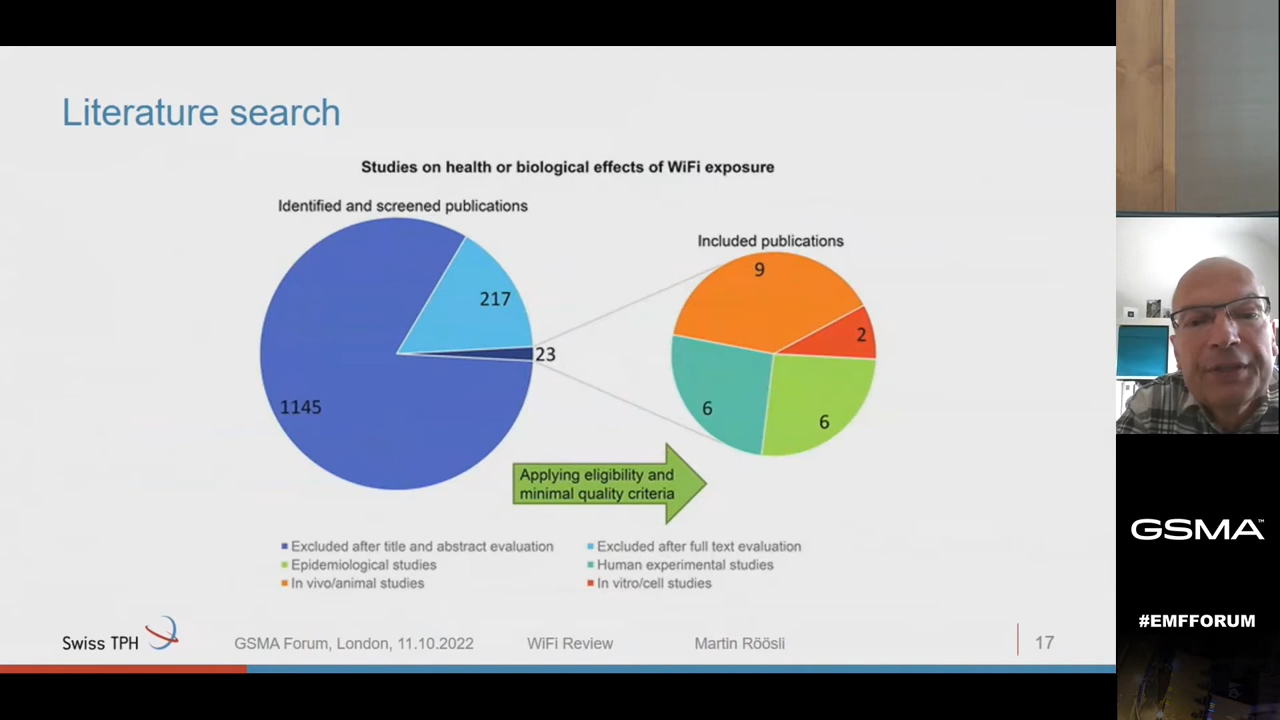 Literature search
Studies on health or biological effects of WiFi exposure
Identified and screened publications
217
23
1145
Included publications
9
2
6
6
Applying eligibility and
minimal quality criteria
Excluded after title and abstract evaluation
Excluded after full text evaluation
Epidemiological studies
Human experimental studies
In vivo/animal studies
In vitro/cell studies
Swiss TPH
GSMA Forum, London, 11.10.2022
WiFi Review
Martin Röösli
17
GSMA™
#EMFFORUM